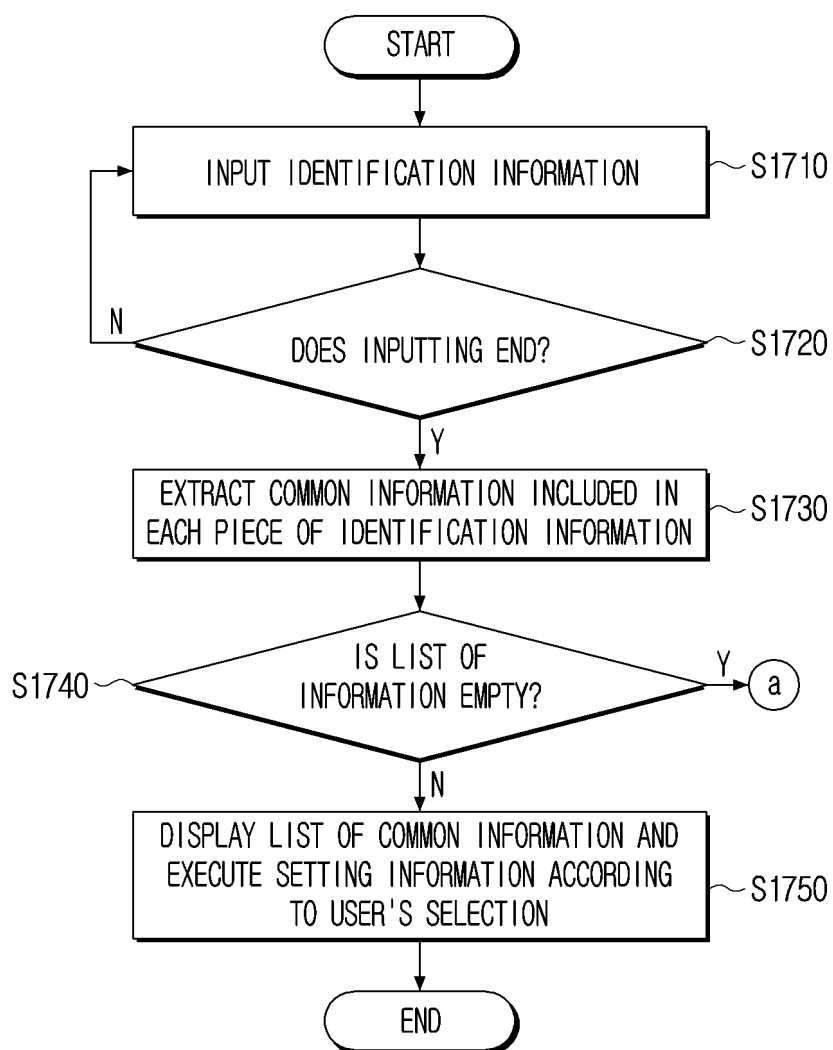 START
INPUT IDENTIFICATION INFORMATION
S1710
N
DOES INPUTTING END?
S1720
Y
EXTRACT COMMON INFORMATION INCLUDED IN
EACH PIECE OF IDENTIFICATION INFORMATION
S1730
IS LIST OF
INFORMATION EMPTY?
S1740
Y
a
N
DISPLAY LIST OF COMMON INFORMATION AND
EXECUTE SETTING INFORMATION ACCORDING
TO USER'S SELECTION
S1750
END